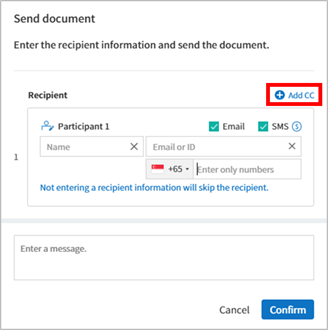 Send document
Enter the recipient information and send the document.
Recipient
Add CC
Participant 1
Email
SMS
1
Name
Email or ID
+65
Enter only numbers
Not entering a recipient information will skip the recipient.
Enter a message.
Cancel
Confirm